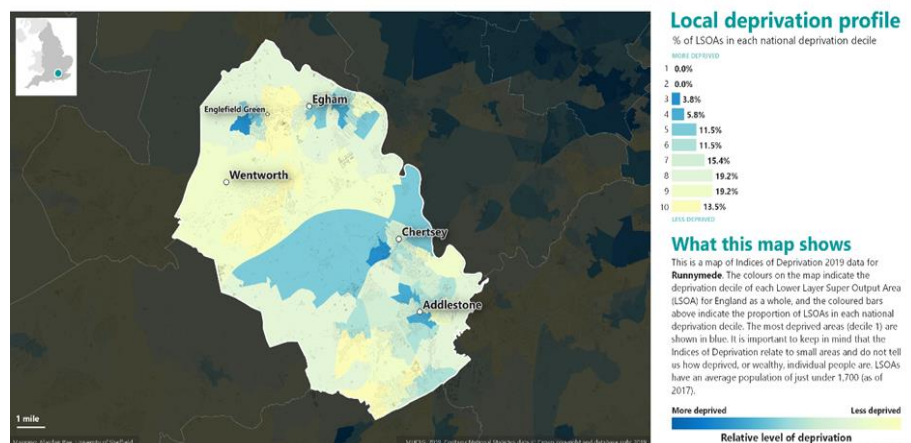 Local deprivation profile
% of LSOAs in each national deprivation decile
MORE DEPRIVED
1 0.0%
2 0.0%
3 3.8%
4 5.8%
5 11.5%
6 11.5%
7 15.4%
8 19.2%
9 19.2%
10 13.5%
LESS DEPRIVED
Englefield Green
Egham
Wentworth
Chertsey
Addlestone
1 mile
What this map shows
This is a map of Indices of Deprivation 2019 data for
Runnymede. The colours on the map indicate the
deprivation decile of each Lower Layer Super Output Area
(LSOA) for England as a whole, and the coloured bars
above indicate the proportion of LSOAs in each national
deprivation decile. The most deprived areas (decile 1) are
shown in blue. It is important to keep in mind that the
Indices of Deprivation relate to small areas and do not tell
us how deprived, or wealthy, individual people are. LSOAs
have an average population of just under 1,700 (as of
2017).
More deprived Less deprived
Relative level of deprivation